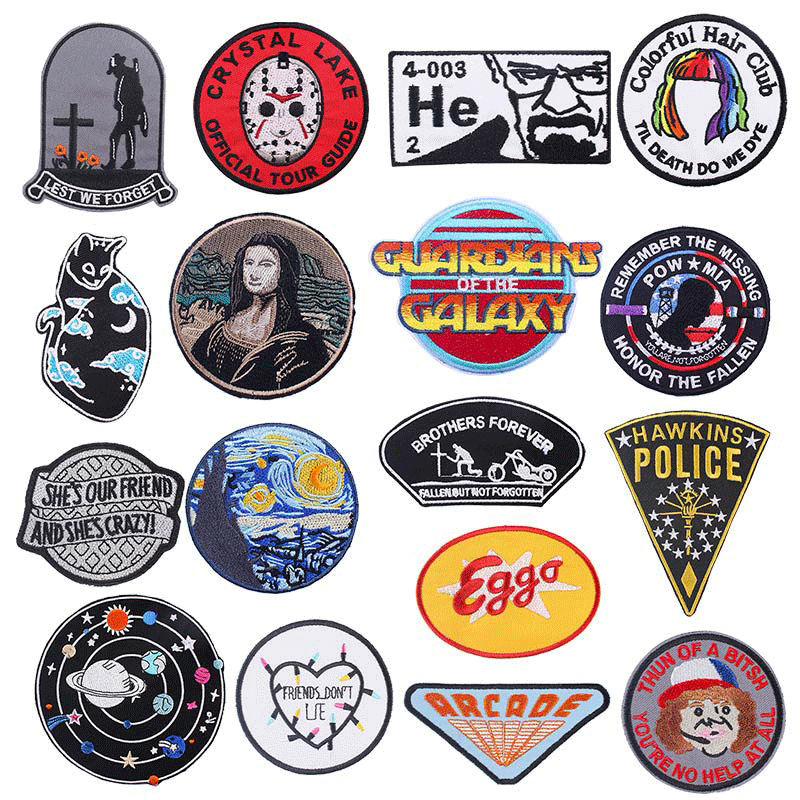 LEST WE FORGET
CRYSTAL LAKE
OFFICIAL TOUR GUIDE
4-003
He
2
Colorful Hair Club
'TIL DEATH DO WE DYE
GUARDIANS
OF THE
GALAXY
REMEMBER THE MISSING
POW ★ MIA
YOU ARE NOT FORGOTTEN
HONOR THE FALLEN
SHE'S OUR FRIEND
AND SHE'S CRAZY!
BROTHERS FOREVER
FALLEN BUT NOT FORGOTTEN
HAWKINS
POLICE
Eggo
FRIENDS DON'T
LIE
ARCADE
THUN OF A BITSH
YOU'RE NO HELP AT ALL